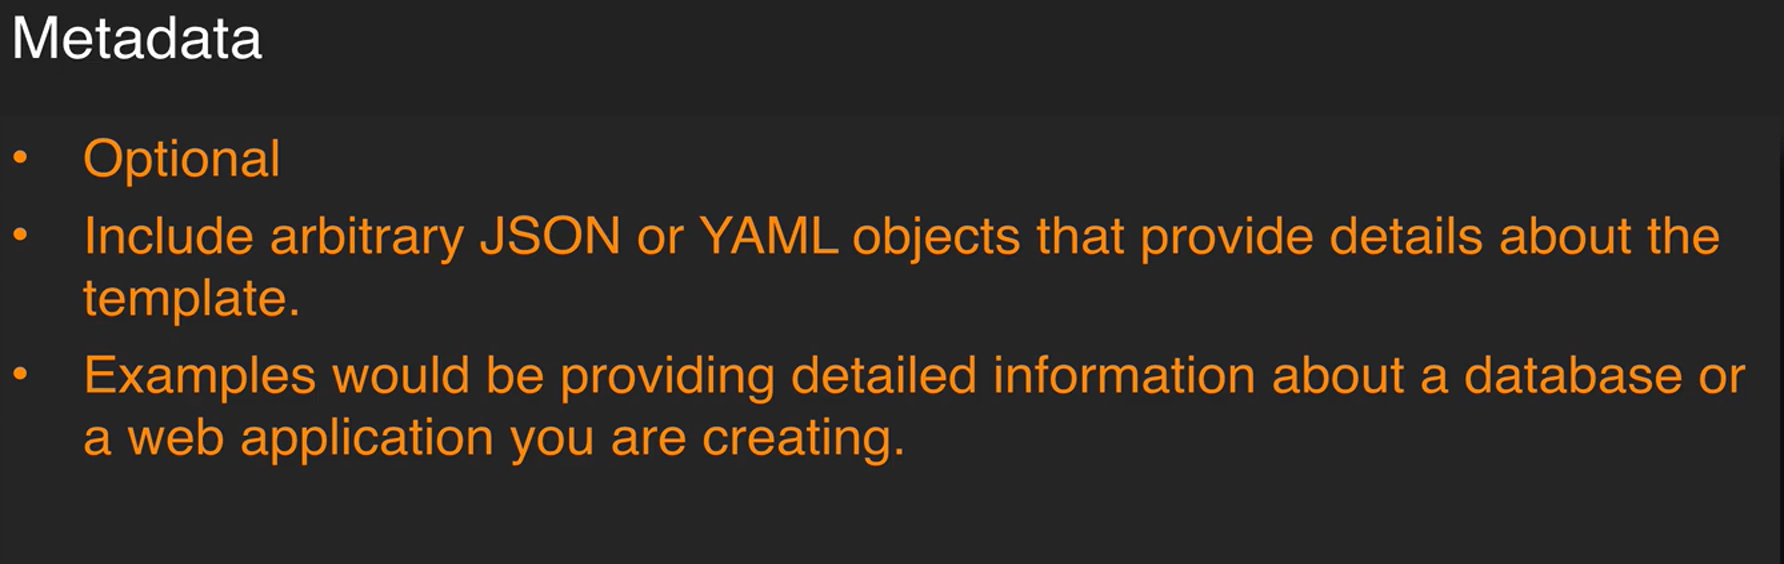 Metadata
• Optional
• Include arbitrary JSON or YAML objects that provide details about the
template.
• Examples would be providing detailed information about a database or
a web application you are creating.